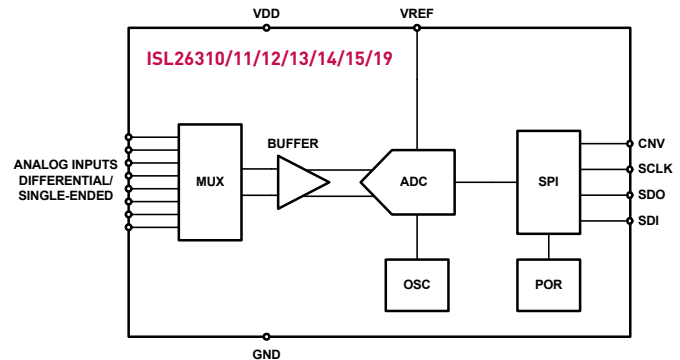 VDD
VREF
ISL26310/11/12/13/14/15/19
ANALOG INPUTS
DIFFERENTIAL/
SINGLE-ENDED
MUX
BUFFER
ADC
SPI
CNV
SCLK
SDO
SDI
OSC
POR
GND